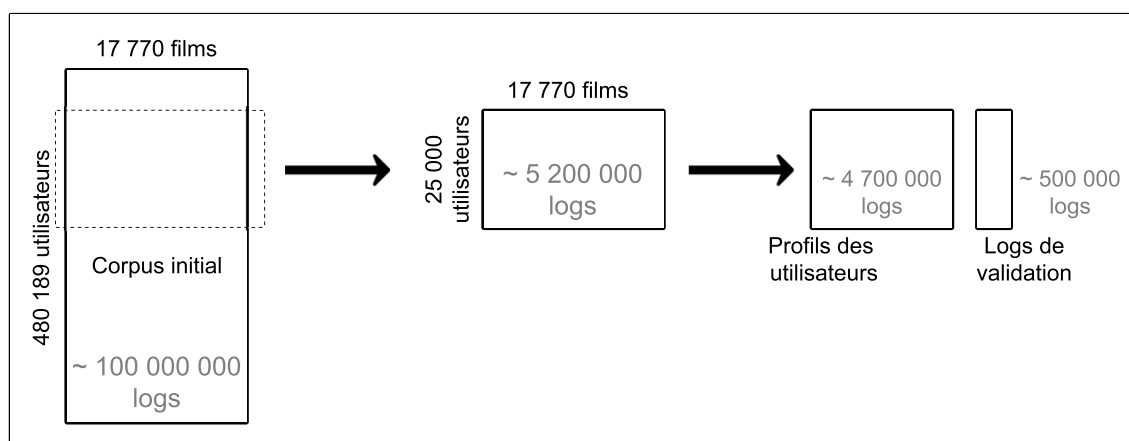 17 770 films
480 189 utilisateurs
Corpus initial
~ 100 000 000
logs
17 770 films
25 000
utilisateurs
~ 5 200 000
logs
~ 4 700 000
logs
Profils des
utilisateurs
~ 500 000
logs
Logs de
validation